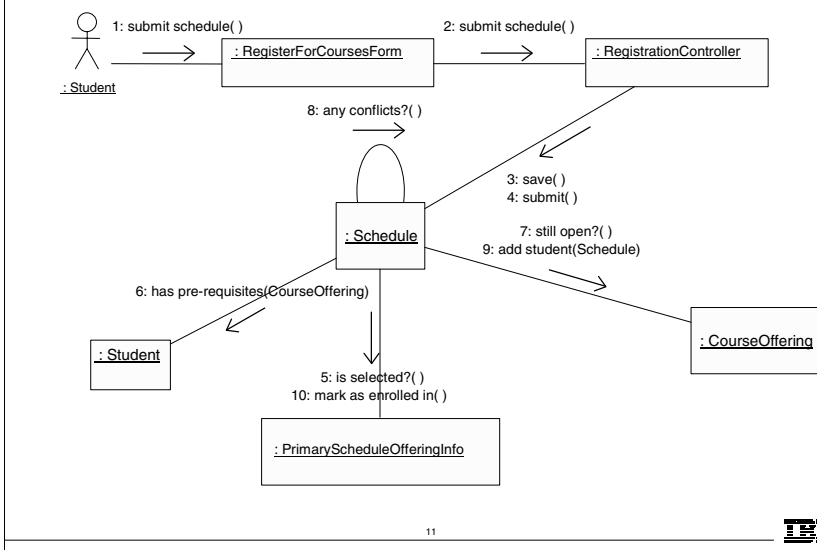 1: submit schedule( )
2: submit schedule( )
: RegisterForCoursesForm
: RegistrationController
: Student
8: any conflicts?( )
3: save( )
4: submit( )
: Schedule
7: still open?( )
9: add student(Schedule)
6: has pre-requisites(CourseOffering)
: CourseOffering
: Student
5: is selected?( )
10: mark as enrolled in( )
: PrimaryScheduleOfferingInfo
11